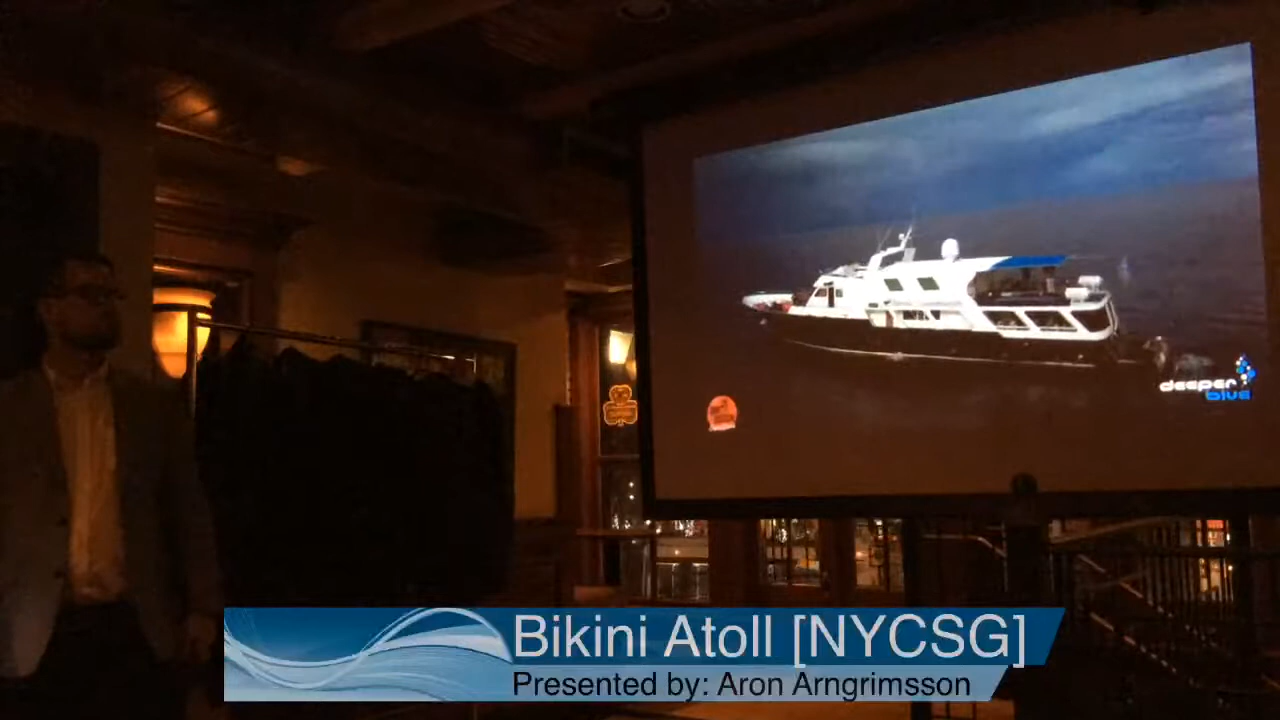 deeper
blue
Bikini Atoll [NYCSG]
Presented by: Aron Arngrimsson